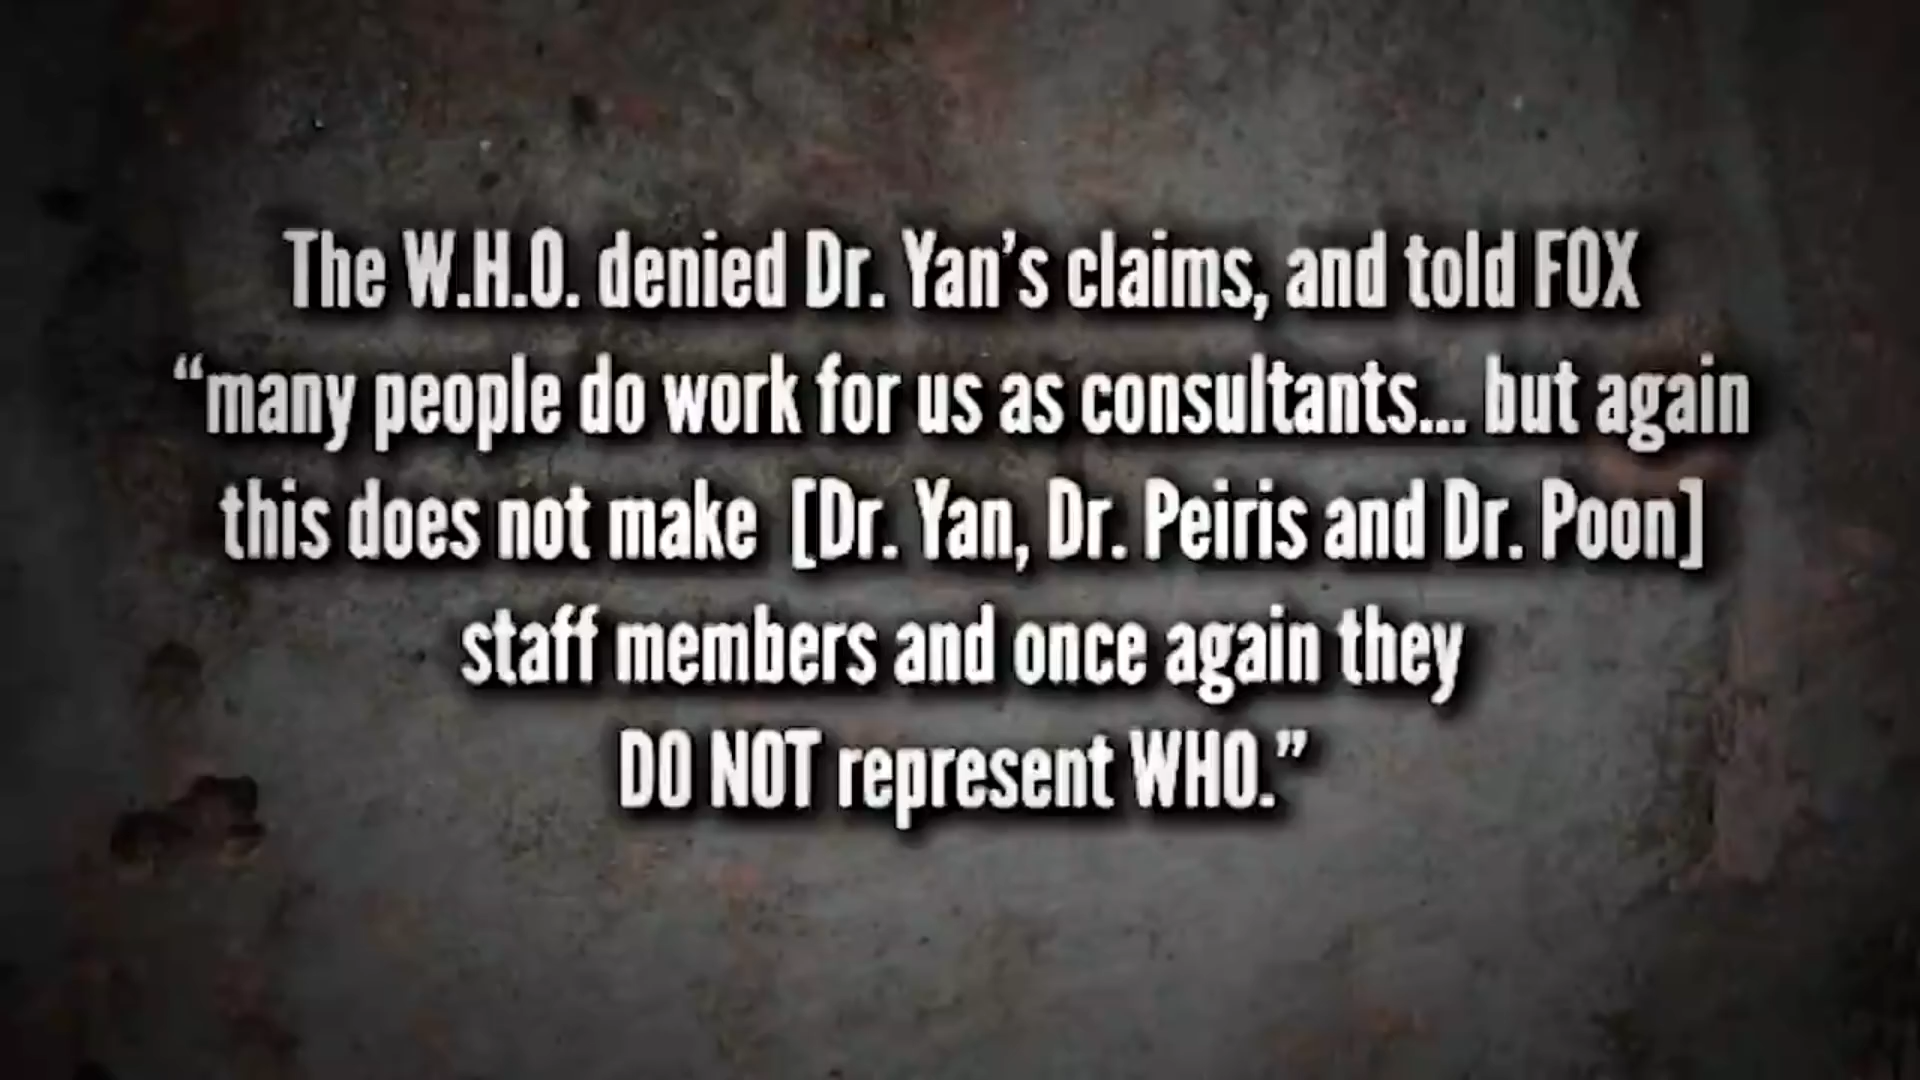 The W.H.O. denied Dr. Yan’s claims, and told FOX
“many people do work for us as consultants... but again
this does not make [Dr. Yan, Dr. Peiris and Dr. Poon]
staff members and once again they
DO NOT represent WHO.”